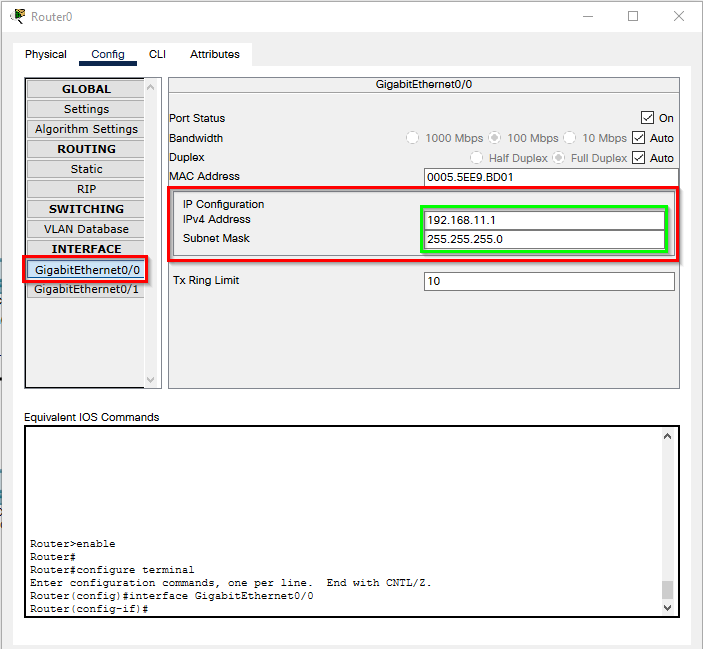 Router0
Physical Config CLI Attributes
GLOBAL
Settings
Algorithm Settings
ROUTING
Static
RIP
SWITCHING
VLAN Database
INTERFACE
GigabitEthernet0/0
GigabitEthernet0/1
GigabitEthernet0/0
Port Status On
Bandwidth 1000 Mbps 100 Mbps 10 Mbps Auto
Duplex Half Duplex Full Duplex Auto
MAC Address 0005.5EE9.BD01
IP Configuration
IPv4 Address 192.168.11.1
Subnet Mask 255.255.255.0
Tx Ring Limit 10
Equivalent IOS Commands
Router>enable
Router#
Router#configure terminal
Enter configuration commands, one per line.  End with CNTL/Z.
Router(config)#interface GigabitEthernet0/0
Router(config-if)#